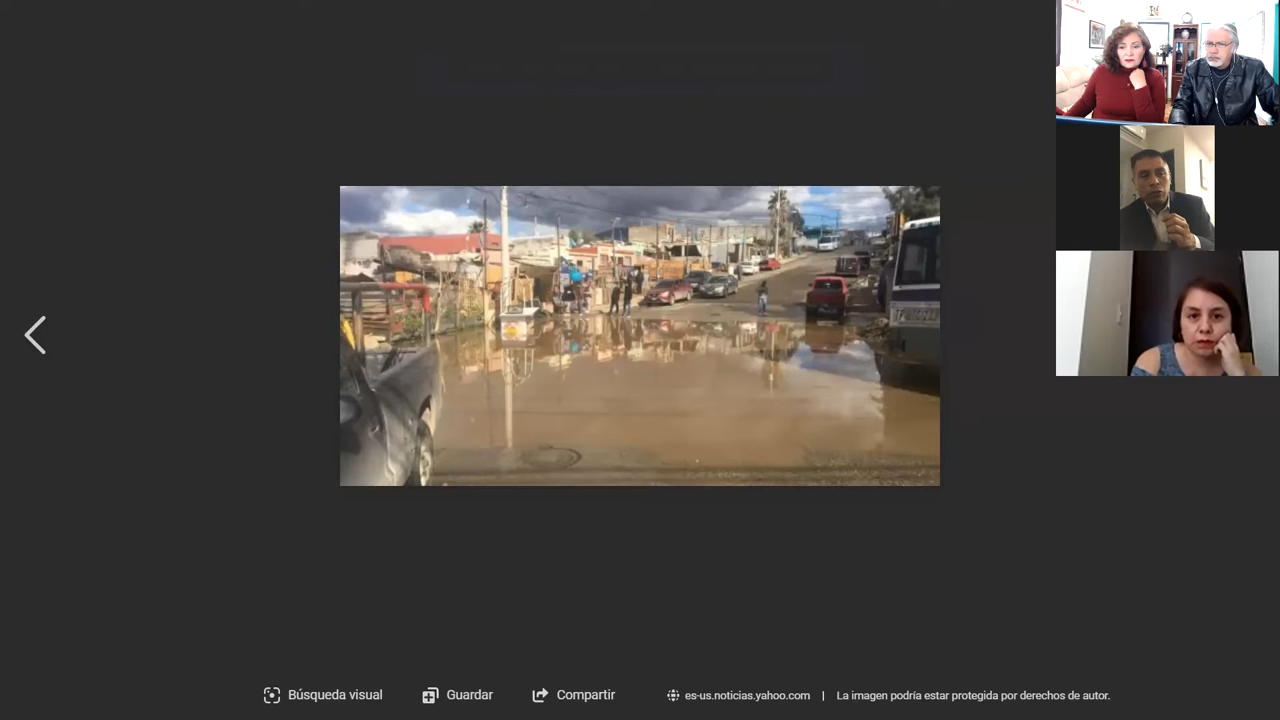 Búsqueda visual
Guardar
Compartir
es-us.noticias.yahoo.com | La imagen podría estar protegida por derechos de autor.